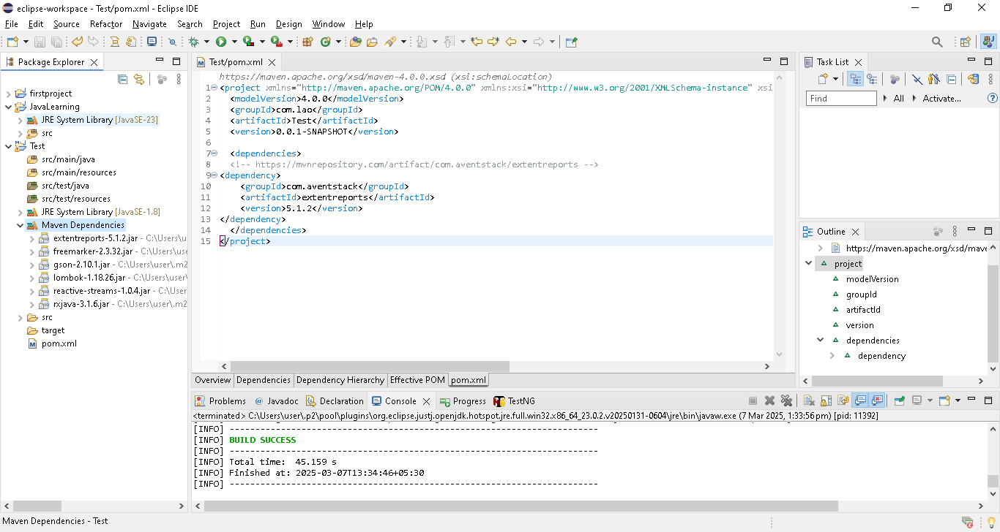 eclipse-workspace - Test/pom.xml - Eclipse IDE
File Edit Source Refactor Navigate Search Project Run Design Window Help
Package Explorer
firstproject
JavaLearning
JRE System Library [JavaSE-23]
src
Test
src/main/java
src/main/resources
src/test/java
src/test/resources
JRE System Library [JavaSE-1.8]
Maven Dependencies
extentreports-5.1.2.jar - C:\Users\u
freemarker-2.3.32.jar - C:\Users\u
gson-2.10.1.jar - C:\Users\user\.m2
lombok-1.18.26.jar - C:\Users\user
reactive-streams-1.0.4.jar - C:\User
rxjava-3.1.6.jar - C:\Users\user\.m2
src
target
pom.xml
Test/pom.xml
https://maven.apache.org/xsd/maven-4.0.0.xsd (xsi:schemaLocation)
1 <project xmlns="http://maven.apache.org/POM/4.0.0" xmlns:xsi="http://www.w3.org/2001/XMLSchema-instance" xsi
2 <modelVersion>4.0.0</modelVersion>
3 <groupId>com.lao</groupId>
4 <artifactId>Test</artifactId>
5 <version>0.0.1-SNAPSHOT</version>
6
7 <dependencies>
8 <!-- https://mvnrepository.com/artifact/com.aventstack/extentreports -->
9 <dependency>
10 <groupId>com.aventstack</groupId>
11 <artifactId>extentreports</artifactId>
12 <version>5.1.2</version>
13 </dependency>
14 </dependencies>
15 </project>
Overview Dependencies Dependency Hierarchy Effective POM pom.xml
Task List
Find All Activate...
Outline
https://maven.apache.org/xsd/mave
project
modelVersion
groupId
artifactId
version
dependencies
dependency
Problems Javadoc Declaration Console Progress TestNG
<terminated> C:\Users\user\.p2\pool\plugins\org.eclipse.justj.openjdk.hotspot.jre.full.win32.x86_64_23.0.2.v20250131-0604\jre\bin\javaw.exe (7 Mar 2025, 1:33:56 pm) [pid: 11392]
[INFO] ------------------------------------------------------------------------
[INFO] BUILD SUCCESS
[INFO] ------------------------------------------------------------------------
[INFO] Total time:  45.159 s
[INFO] Finished at: 2025-03-07T13:34:46+05:30
[INFO] ------------------------------------------------------------------------
Maven Dependencies - Test